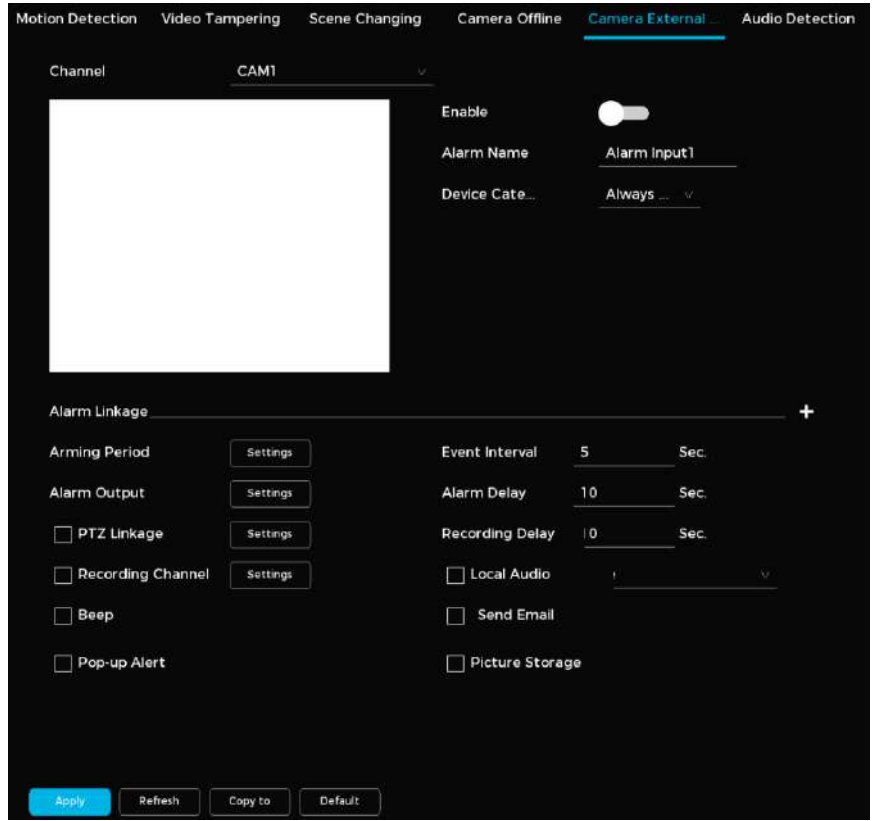 Motion Detection Video Tampering Scene Changing Camera Offline Camera External ... Audio Detection
Channel CAM1
Enable
Alarm Name Alarm Input1
Device Cate... Always ...
Alarm Linkage
Arming Period Settings Event Interval 5 Sec.
Alarm Output Settings Alarm Delay 10 Sec.
PTZ Linkage Settings Recording Delay 10 Sec.
Recording Channel Settings Local Audio
Beep Send Email
Pop-up Alert Picture Storage
Apply Refresh Copy to Default